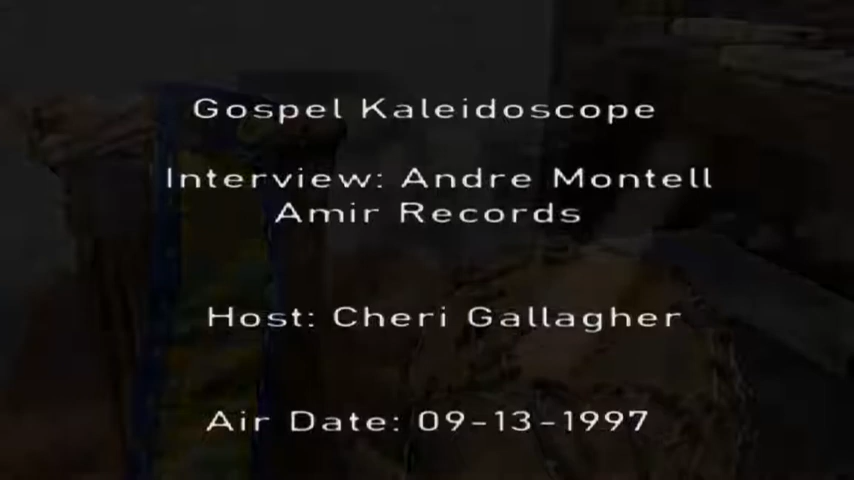 Gospel Kaleidoscope
Interview: Andre Montell
Amir Records
Host: Cheri Gallagher
Air Date: 09-13-1997